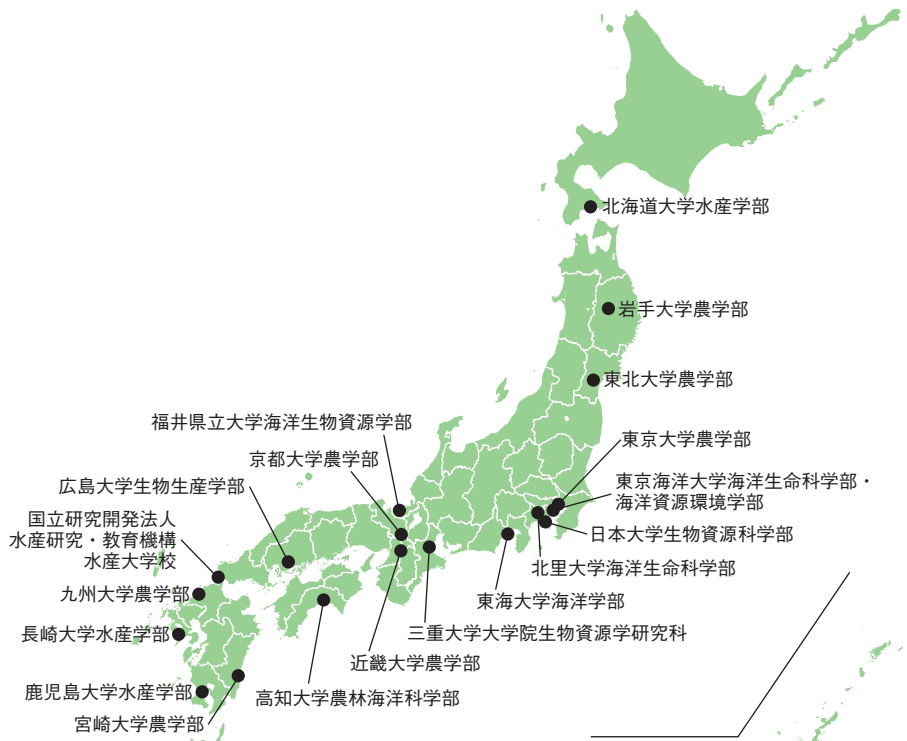 北海道大学水産学部
岩手大学農学部
東北大学農学部
福井県立大学海洋生物資源学部
東京大学農学部
京都大学農学部
東京海洋大学海洋生命科学部・
海洋資源環境学部
広島大学生物生産学部
国立研究開発法人
水産研究・教育機構
水産大学校
日本大学生物資源科学部
北里大学海洋生命科学部
九州大学農学部
東海大学海洋学部
長崎大学水産学部
三重大学大学院生物資源学研究科
近畿大学農学部
鹿児島大学水産学部
高知大学農林海洋科学部
宮崎大学農学部